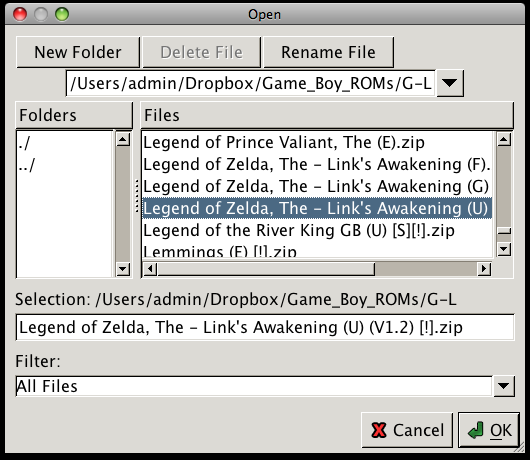 Open
New Folder Delete File Rename File
/Users/admin/Dropbox/Game_Boy_ROMs/G-L
Folders Files
./
../
Legend of Prince Valiant, The (E).zip
Legend of Zelda, The - Link's Awakening (F).
Legend of Zelda, The - Link's Awakening (G)
Legend of Zelda, The - Link's Awakening (U)
Legend of the River King GB (U) [S][!].zip
Lemmings (E) [!].zip
Selection: /Users/admin/Dropbox/Game_Boy_ROMs/G-L
Legend of Zelda, The - Link's Awakening (U) (V1.2) [!].zip
Filter:
All Files
Cancel OK